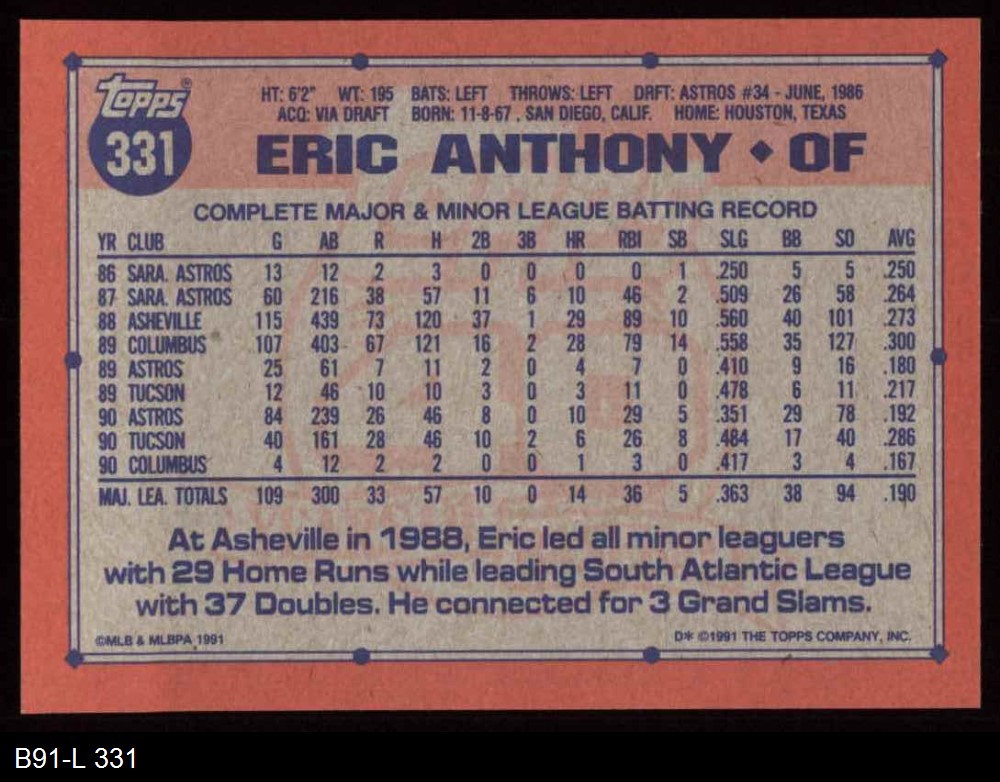 topps®
331
HT: 6'2" WT: 195 BATS: LEFT THROWS: LEFT DRFT: ASTROS #34 - JUNE, 1986
ACQ: VIA DRAFT BORN: 11-8-67 , SAN DIEGO, CALIF. HOME: HOUSTON, TEXAS
ERIC ANTHONY ◆ OF
COMPLETE MAJOR & MINOR LEAGUE BATTING RECORD
YR CLUB G AB R H 2B 3B HR RBI SB SLG BB SO AVG
86 SARA. ASTROS 13 12 2 3 0 0 0 0 1 .250 5 5 .250
87 SARA. ASTROS 60 216 38 57 11 6 10 46 2 .509 26 58 .264
88 ASHEVILLE 115 439 73 120 37 1 29 89 10 .560 40 101 .273
89 COLUMBUS 107 403 67 121 16 2 28 79 14 .558 35 127 .300
89 ASTROS 25 61 7 11 2 0 4 7 0 .410 9 16 .180
89 TUCSON 12 46 10 10 3 0 3 11 0 .478 6 11 .217
90 ASTROS 84 239 26 46 8 0 10 29 5 .351 29 78 .192
90 TUCSON 40 161 28 46 10 2 6 26 8 .484 17 40 .286
90 COLUMBUS 4 12 2 2 0 0 1 3 0 .417 3 4 .167
MAJ. LEA. TOTALS 109 300 33 57 10 0 14 36 5 .363 38 94 .190
At Asheville in 1988, Eric led all minor leaguers
with 29 Home Runs while leading South Atlantic League
with 37 Doubles. He connected for 3 Grand Slams.
©MLB & MLBPA 1991
D* ©1991 THE TOPPS COMPANY, INC.
B91-L 331